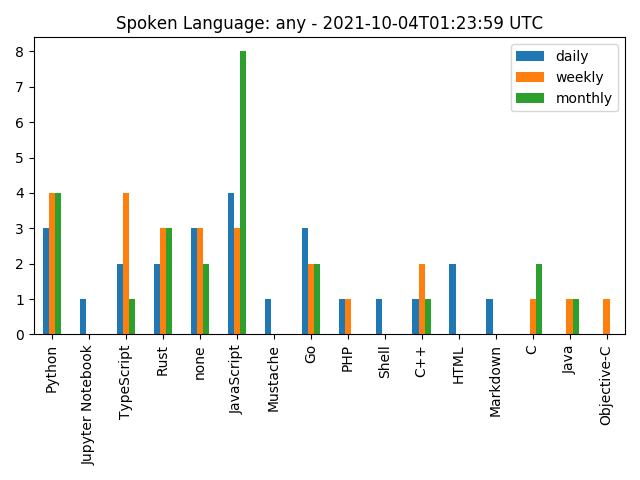 Spoken Language: any - 2021-10-04T01:23:59 UTC
daily
weekly
monthly
8
7
6
5
4
3
2
1
0
Python
Jupyter Notebook
TypeScript
Rust
none
JavaScript
Mustache
Go
PHP
Shell
C++
HTML
Markdown
C
Java
Objective-C